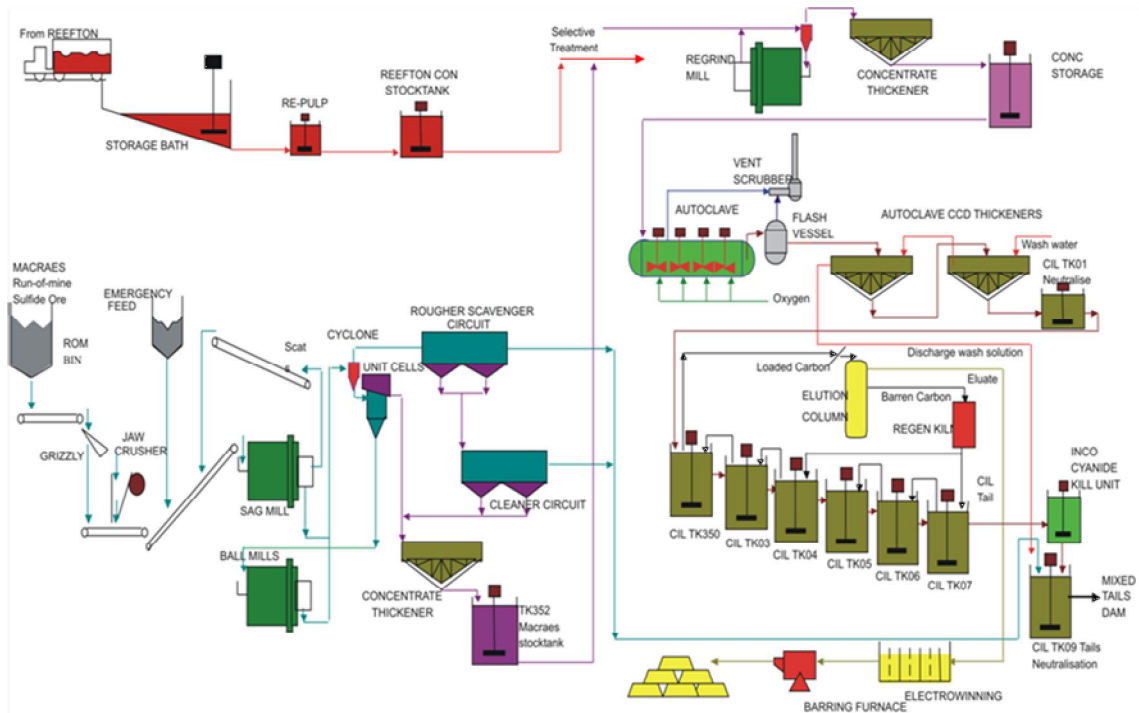 From REEFTON
STORAGE BATH
RE-PULP
REEFTON CON
STOCKTANK
Selective
Treatment
REGRIND
MILL
CONCENTRATE
THICKENER
CONC
STORAGE
VENT
SCRUBBER
AUTOCLAVE
FLASH
VESSEL
AUTOCLAVE CCD THICKENERS
Wash water
CIL TK01
Neutralise
Oxygen
MACRAES
Run-of-mine
Sulfide Ore
EMERGENCY
FEED
ROM
BIN
GRIZZLY
JAW
CRUSHER
Scat
s
SAG MILL
BALL MILLS
CYCLONE
UNIT CELLS
ROUGHER SCAVENGER
CIRCUIT
CLEANER CIRCUIT
CONCENTRATE
THICKENER
TK352
Macraes
stocktank
Discharge wash solution
Loaded Carbon
ELUTION
COLUMN
Eluate
Barren Carbon
REGEN KILN
CIL
Tail
INCO
CYANIDE
KILL UNIT
CIL TK350
CIL TK03
CIL TK04
CIL TK05
CIL TK06
CIL TK07
MIXED
TAILS
DAM
CIL TK09 Tails
Neutralisation
ELECTROWINNING
BARRING FURNACE